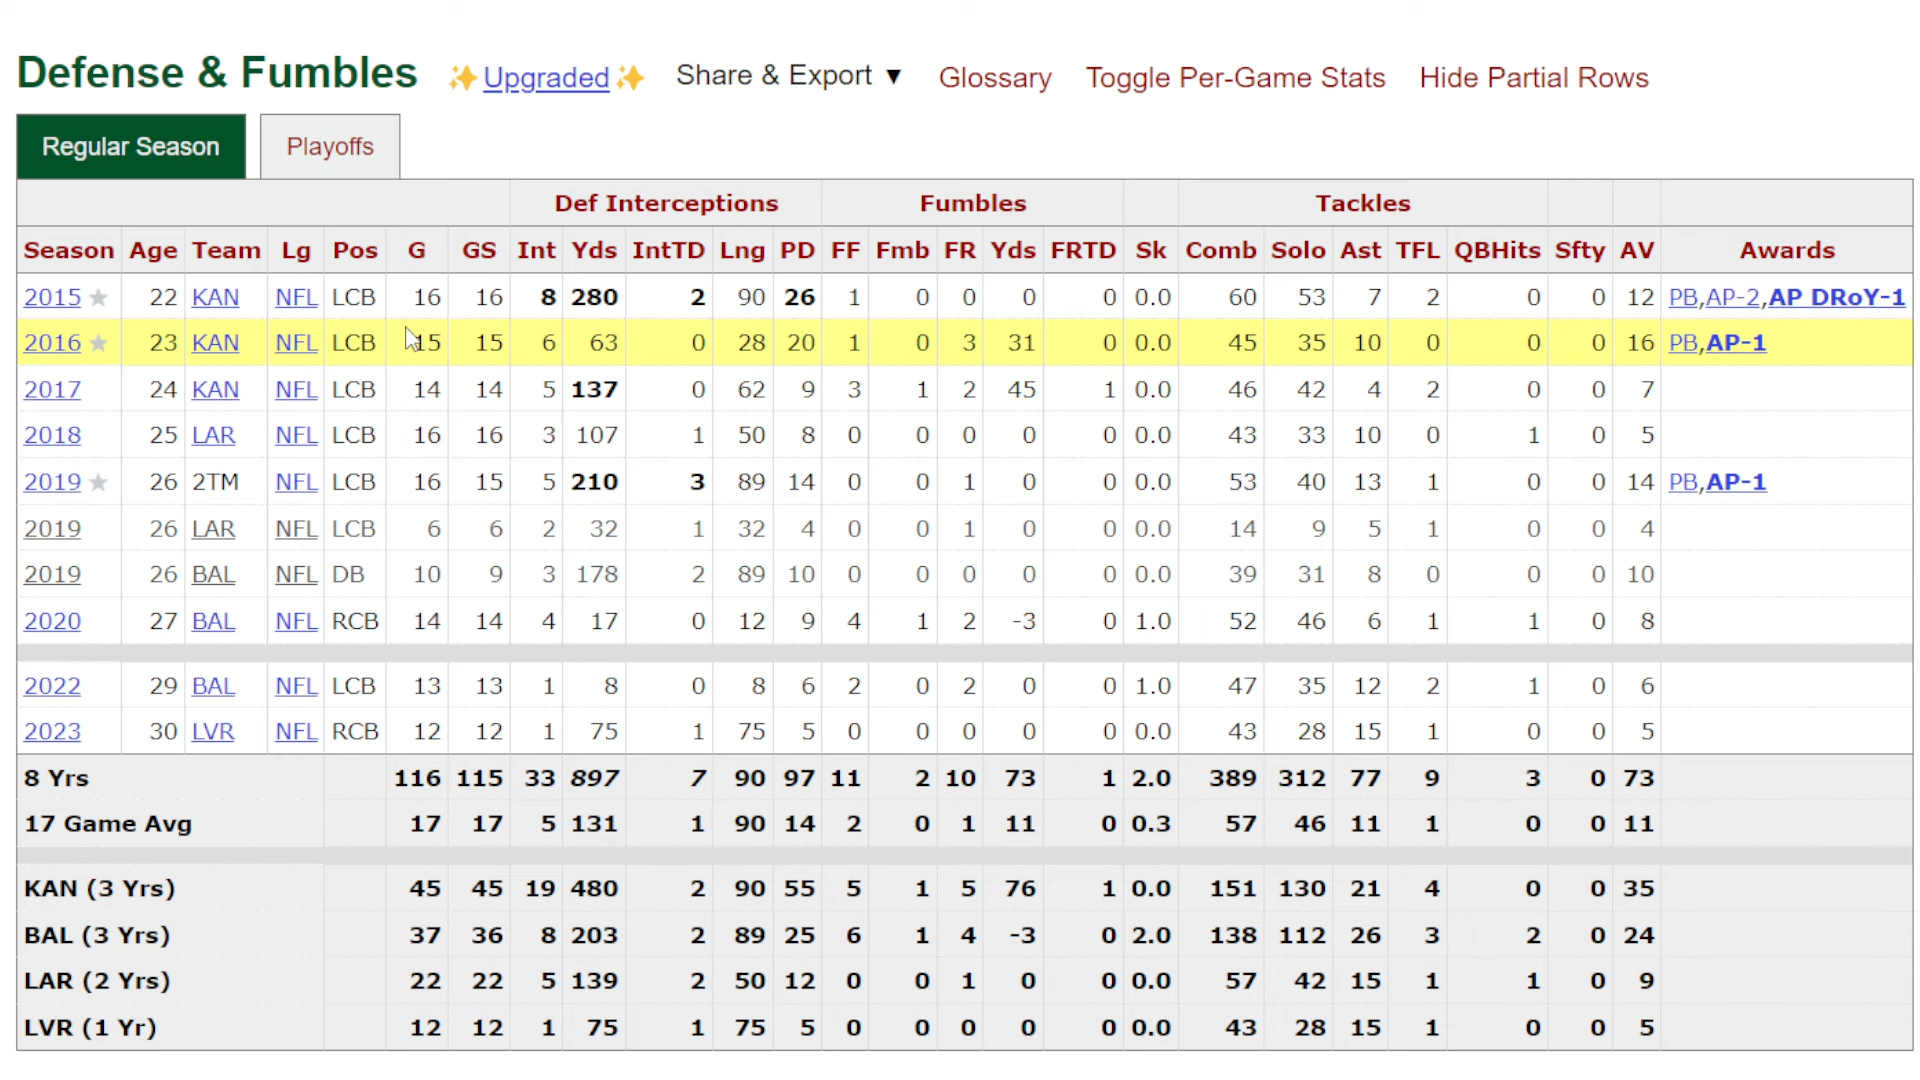 Defense & Fumbles ✨ Upgraded ✨ Share & Export ▼ Glossary Toggle Per-Game Stats Hide Partial Rows
Regular Season Playoffs
Def Interceptions Fumbles Tackles
Season Age Team Lg Pos G GS Int Yds IntTD Lng PD FF Fmb FR Yds FRTD Sk Comb Solo Ast TFL QBHits Sfty AV Awards
2015 ★ 22 KAN NFL LCB 16 16 8 280 2 90 26 1 0 0 0 0 0.0 60 53 7 2 0 0 12 PB,AP-2,AP DRoY-1
2016 ★ 23 KAN NFL LCB 15 15 6 63 0 28 20 1 0 3 31 0 0.0 45 35 10 0 0 0 16 PB,AP-1
2017 24 KAN NFL LCB 14 14 5 137 0 62 9 3 1 2 45 1 0.0 46 42 4 2 0 0 7
2018 25 LAR NFL LCB 16 16 3 107 1 50 8 0 0 0 0 0 0.0 43 33 10 0 1 0 5
2019 ★ 26 2TM NFL LCB 16 15 5 210 3 89 14 0 0 1 0 0 0.0 53 40 13 1 0 0 14 PB,AP-1
2019 26 LAR NFL LCB 6 6 2 32 1 32 4 0 0 1 0 0 0.0 14 9 5 1 0 0 4
2019 26 BAL NFL DB 10 9 3 178 2 89 10 0 0 0 0 0 0.0 39 31 8 0 0 0 10
2020 27 BAL NFL RCB 14 14 4 17 0 12 9 4 1 2 -3 0 1.0 52 46 6 1 1 0 8
2022 29 BAL NFL LCB 13 13 1 8 0 8 6 2 0 2 0 0 1.0 47 35 12 2 1 0 6
2023 30 LVR NFL RCB 12 12 1 75 1 75 5 0 0 0 0 0 0.0 43 28 15 1 0 0 5
8 Yrs 116 115 33 897 7 90 97 11 2 10 73 1 2.0 389 312 77 9 3 0 73
17 Game Avg 17 17 5 131 1 90 14 2 0 1 11 0 0.3 57 46 11 1 0 0 11
KAN (3 Yrs) 45 45 19 480 2 90 55 5 1 5 76 1 0.0 151 130 21 4 0 0 35
BAL (3 Yrs) 37 36 8 203 2 89 25 6 1 4 -3 0 2.0 138 112 26 3 2 0 24
LAR (2 Yrs) 22 22 5 139 2 50 12 0 0 1 0 0 0.0 57 42 15 1 1 0 9
LVR (1 Yr) 12 12 1 75 1 75 5 0 0 0 0 0 0.0 43 28 15 1 0 0 5